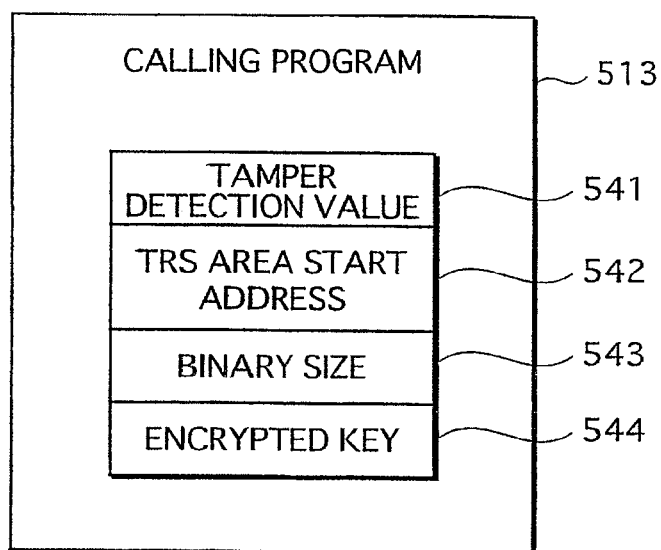 CALLING PROGRAM
513
TAMPER
DETECTION VALUE
541
TRS AREA START
ADDRESS
542
BINARY SIZE
543
ENCRYPTED KEY
544